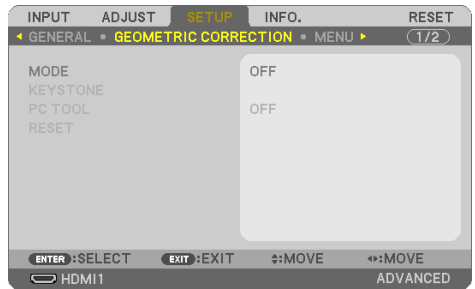 INPUT ADJUST SETUP INFO. RESET
◀ GENERAL • GEOMETRIC CORRECTION • MENU ▶ 1/2
MODE OFF
KEYSTONE
PC TOOL OFF
RESET
ENTER :SELECT EXIT :EXIT :MOVE :MOVE
HDMI1 ADVANCED